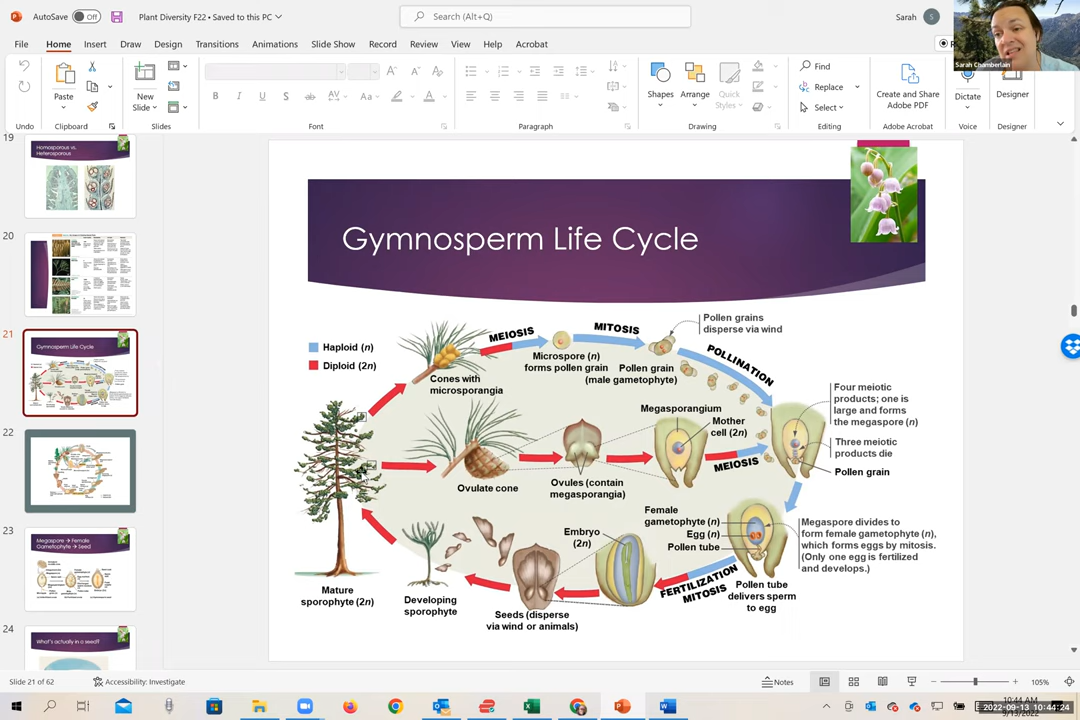 AutoSave
Off
Plant Diversity F22 • Saved to this PC
Search (Alt+Q)
Sarah
S
Sarah Chamberlain
File
Home
Insert
Draw
Design
Transitions
Animations
Slide Show
Record
Review
View
Help
Acrobat
Paste
New
Slide
Find
Replace
Select
Shapes
Arrange
Quick
Styles
Create and Share
Adobe PDF
Dictate
Designer
Undo
Clipboard
Slides
Font
Paragraph
Drawing
Editing
Adobe Acrobat
Voice
Designer
19
Homosporous vs.
Heterosporous
20
21
Gymnosperm Life Cycle
22
23
Megaspore → Female
Gametophyte → Seed
24
What's actually in a seed?
Gymnosperm Life Cycle
Haploid (n)
Diploid (2n)
Cones with
microsporangia
MEIOSIS
Microspore (n)
forms pollen grain
MITOSIS
Pollen grain
(male gametophyte)
Pollen grains
disperse via wind
POLLINATION
Four meiotic
products; one is
large and forms
the megaspore (n)
Three meiotic
products die
Pollen grain
Megasporangium
Mother
cell (2n)
MEIOSIS
Ovulate cone
Ovules (contain
megasporangia)
Female
gametophyte (n)
Egg (n)
Pollen tube
Megaspore divides to
form female gametophyte (n),
which forms eggs by mitosis.
(Only one egg is fertilized
and develops.)
Pollen tube
delivers sperm
to egg
FERTILIZATION
MITOSIS
Embryo
(2n)
Seeds (disperse
via wind or animals)
Developing
sporophyte
Mature
sporophyte (2n)
Slide 21 of 62
Accessibility: Investigate
Notes
105%
10:44 AM
2022-09-13 10:44:24
9/13/2022